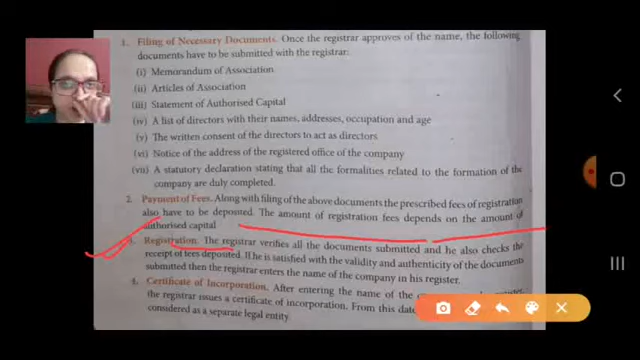 1. Filing of Necessary Documents. Once the registrar approves of the name, the following
documents have to be submitted with the registrar:
(i) Memorandum of Association
(ii) Articles of Association
(iii) Statement of Authorised Capital
(iv) A list of directors with their names, addresses, occupation and age
(v) The written consent of the directors to act as directors
(vi) Notice of the address of the registered office of the company
(vii) A statutory declaration stating that all the formalities related to the formation of the
company are duly completed.
2. Payment of Fees. Along with filing of the above documents the prescribed fees of registration
also have to be deposited. The amount of registration fees depends on the amount of
authorised capital
3. Registration. The registrar verifies all the documents submitted and he also checks the
receipt of fees deposited. If he is satisfied with the validity and authenticity of the documents
submitted then the registrar enters the name of the company in his register.
4. Certificate of Incorporation. After entering the name of the
the registrar issues a certificate of incorporation. From this
considered as a separate legal entity.